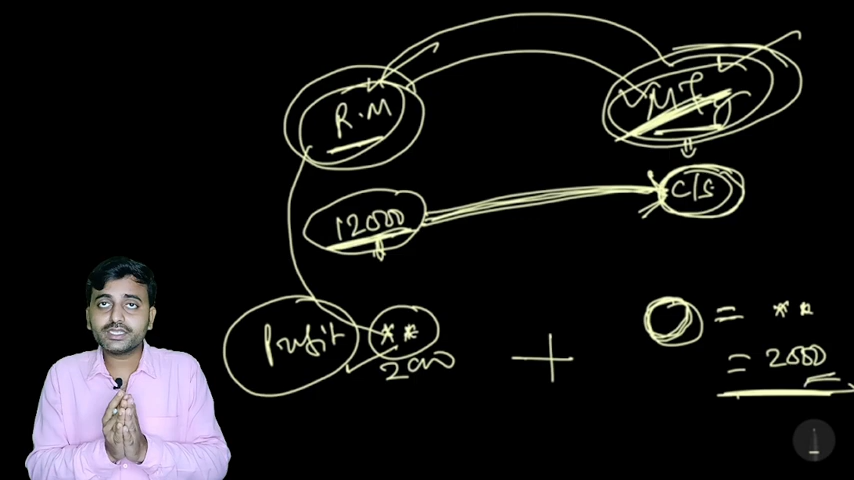 R.M
Mfg
C/S
12000
Profit
**
2000
+
= **
= 2000